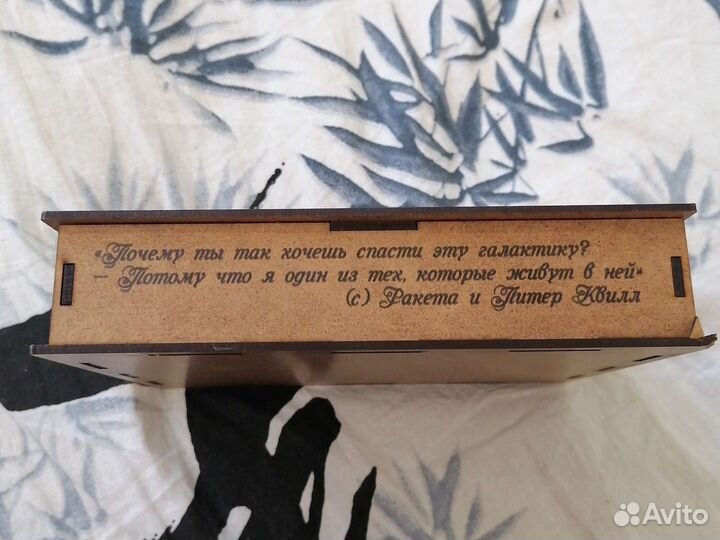 «Почему ты так хочешь спасти эту галактику?
— Потому что я один из тех, которые живут в ней»
(с) Ракета и Питер Квилл
Avito